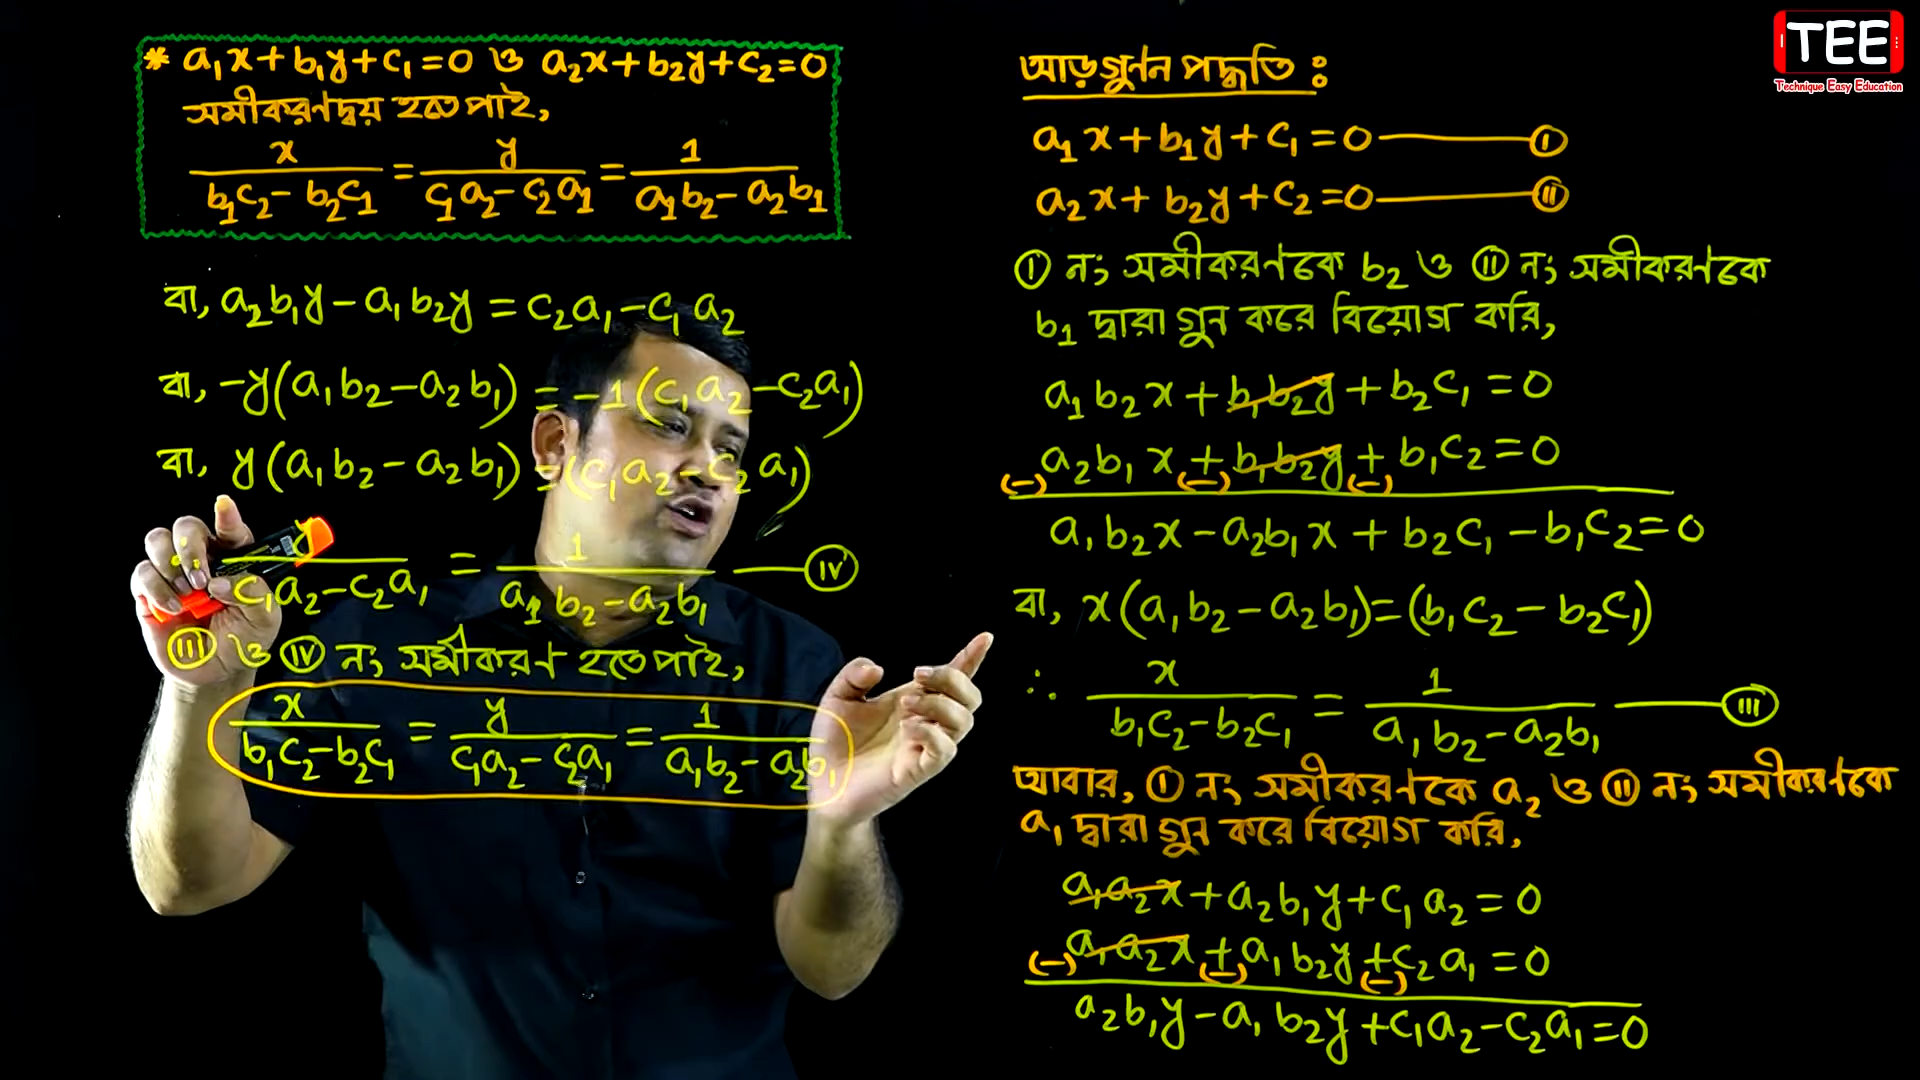 * a₁x+b₁y+c₁=0 ও a₂x+b₂y+c₂=0
সমীকরণদ্বয় হতে পাই,
x/(b₁c₂-b₂c₁) = y/(c₁a₂-c₂a₁) = 1/(a₁b₂-a₂b₁)
বা, a₂b₁y-a₁b₂y = c₂a₁-c₁a₂
বা, -y(a₁b₂-a₂b₁) = -1(c₁a₂-c₂a₁)
বা, y(a₁b₂-a₂b₁) = (c₁a₂-c₂a₁)
∴ y/(c₁a₂-c₂a₁) = 1/(a₁b₂-a₂b₁) —— IV
III ও IV নং সমীকরণ হতে পাই,
x/(b₁c₂-b₂c₁) = y/(c₁a₂-c₂a₁) = 1/(a₁b₂-a₂b₁)
আড়গুণন পদ্ধতি :
a₁x+b₁y+c₁=0 —— I
a₂x+b₂y+c₂=0 —— II
I নং সমীকরণকে b₂ ও II নং সমীকরণকে
b₁ দ্বারা গুন করে বিয়োগ করি,
a₁b₂x+b₁b₂y+b₂c₁=0
a₂b₁x+b₁b₂y+b₁c₂=0
(-) (-) (-)
a₁b₂x-a₂b₁x+b₂c₁-b₁c₂=0
বা, x(a₁b₂-a₂b₁)=(b₁c₂-b₂c₁)
∴ x/(b₁c₂-b₂c₁) = 1/(a₁b₂-a₂b₁) —— III
আবার, I নং সমীকরণকে a₂ ও II নং সমীকরণকে
a₁ দ্বারা গুন করে বিয়োগ করি,
a₁a₂x+a₂b₁y+c₁a₂=0
a₁a₂x+a₁b₂y+c₂a₁=0
(-) (-) (-)
a₂b₁y-a₁b₂y+c₁a₂-c₂a₁=0
TEE
Technique Easy Education